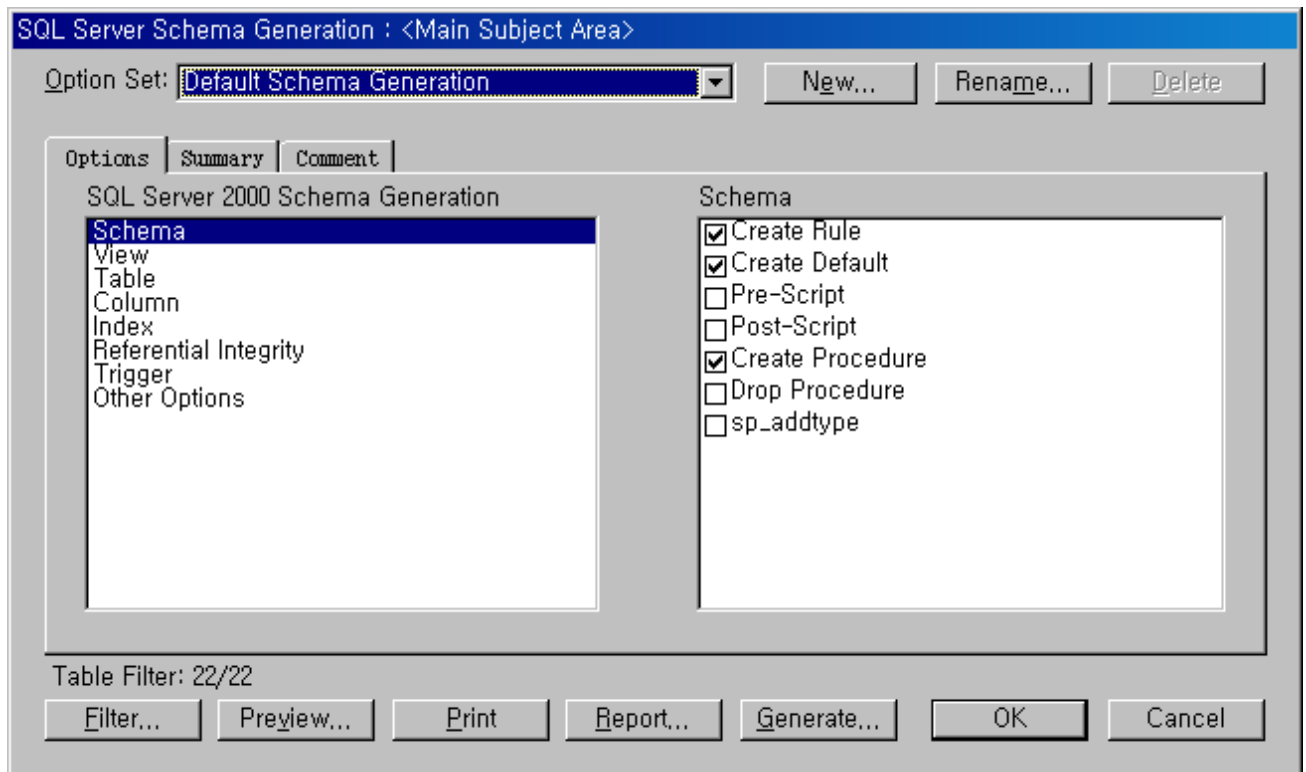 SQL Server Schema Generation : <Main Subject Area>
Option Set: Default Schema Generation New... Rename... Delete
Options Summary Comment
SQL Server 2000 Schema Generation
Schema
View
Table
Column
Index
Referential Integrity
Trigger
Other Options
Schema
Create Rule
Create Default
Pre-Script
Post-Script
Create Procedure
Drop Procedure
sp_addtype
Table Filter: 22/22
Filter... Preview... Print Report... Generate... OK Cancel